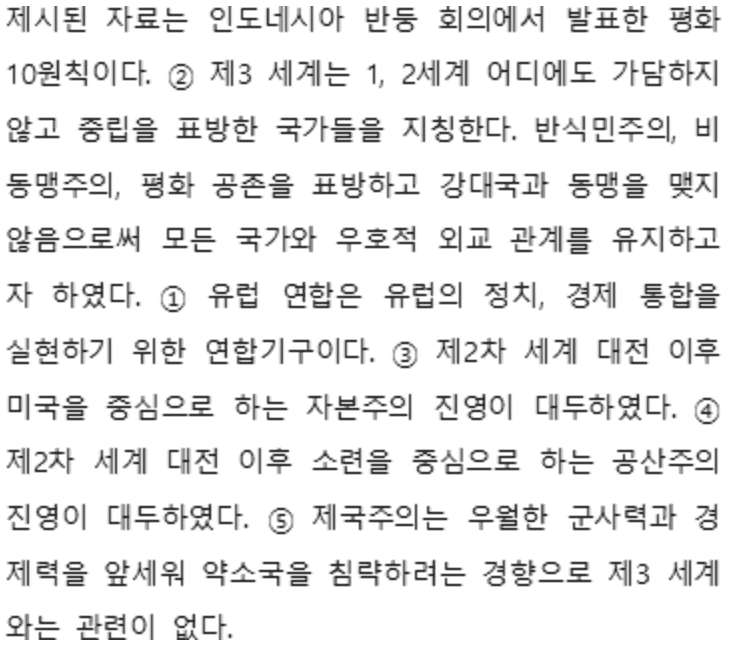 제시된 자료는 인도네시아 반둥 회의에서 발표한 평화
10원칙이다. ② 제3 세계는 1, 2세계 어디에도 가담하지
않고 중립을 표방한 국가들을 지칭한다. 반식민주의, 비
동맹주의, 평화 공존을 표방하고 강대국과 동맹을 맺지
않음으로써 모든 국가와 우호적 외교 관계를 유지하고
자 하였다. ① 유럽 연합은 유럽의 정치, 경제 통합을
실현하기 위한 연합기구이다. ③ 제2차 세계 대전 이후
미국을 중심으로 하는 자본주의 진영이 대두하였다. ④
제2차 세계 대전 이후 소련을 중심으로 하는 공산주의
진영이 대두하였다. ⑤ 제국주의는 우월한 군사력과 경
제력을 앞세워 약소국을 침략하려는 경향으로 제3 세계
와는 관련이 없다.